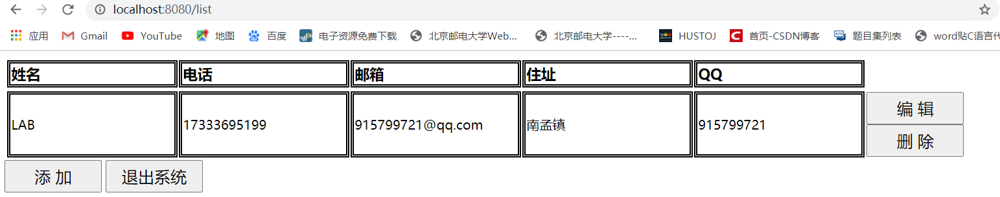 localhost:8080/list
应用 Gmail YouTube 地图 百度 电子资源免费下载 北京邮电大学Web... 北京邮电大学----... HUSTOJ 首页-CSDN博客 题目集列表 word贴C语言代
姓名 电话 邮箱 住址 QQ
LAB 17333695199 915799721@qq.com 南孟镇 915799721
编 辑
删 除
添 加 退出系统